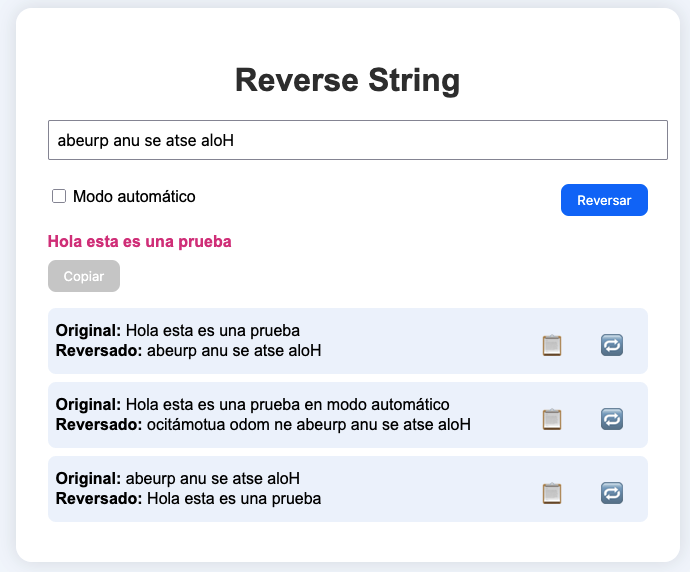 Reverse String
abeurp anu se atse aloH
Modo automático
Reversar
Hola esta es una prueba
Copiar
Original: Hola esta es una prueba
Reversado: abeurp anu se atse aloH
Original: Hola esta es una prueba en modo automático
Reversado: ocitámotua odom ne abeurp anu se atse aloH
Original: abeurp anu se atse aloH
Reversado: Hola esta es una prueba